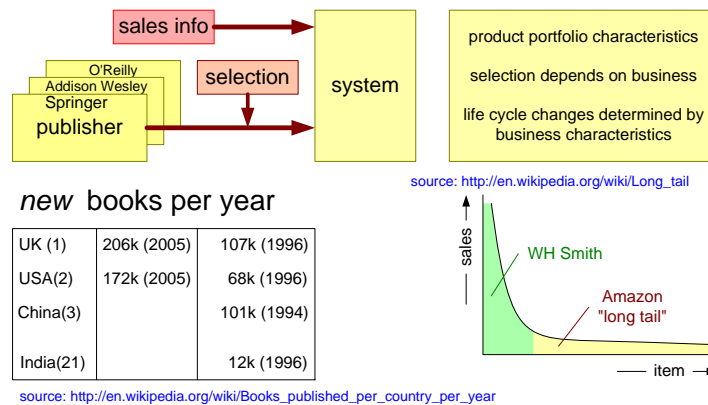 sales info
O'Reilly
Addison Wesley
Springer
publisher
selection
system
product portfolio characteristics
selection depends on business
life cycle changes determined by
business characteristics
source: http://en.wikipedia.org/wiki/Long_tail
new books per year
UK (1) 206k (2005) 107k (1996)
USA(2) 172k (2005) 68k (1996)
China(3) 101k (1994)
India(21) 12k (1996)
source: http://en.wikipedia.org/wiki/Books_published_per_country_per_year
sales
WH Smith
Amazon
"long tail"
item